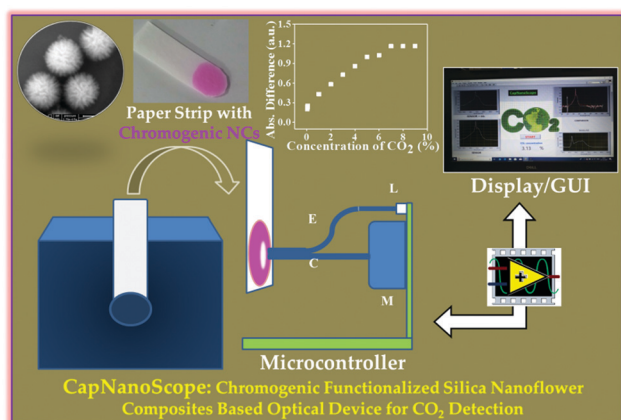 Paper Strip with
Chromogenic NCs
Abs. Difference (a.u.)
1.5
1.2
0.9
0.6
0.3
0.0
0 2 4 6 8 10
Concentration of CO₂ (%)
CO₂
Display/GUI
L
E
C
M
Microcontroller
CapNanoScope: Chromogenic Functionalized Silica Nanoflower
Composites Based Optical Device for CO₂ Detection